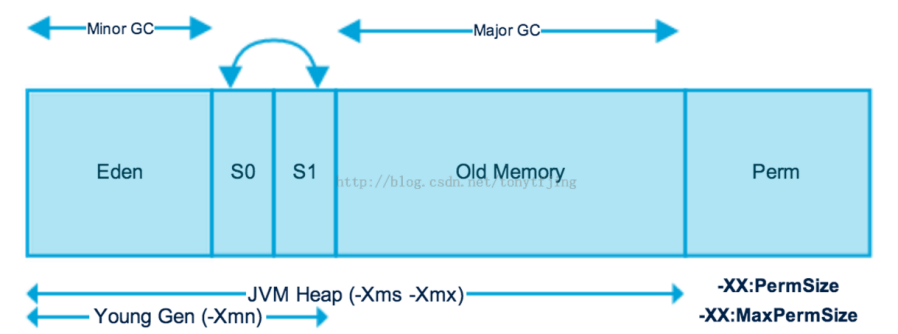 Minor GC
Major GC
Eden
S0
S1
Old Memory
Perm
http://blog.csdn.net/tonytfjing
JVM Heap (-Xms -Xmx)
-XX:PermSize
Young Gen (-Xmn)
-XX:MaxPermSize